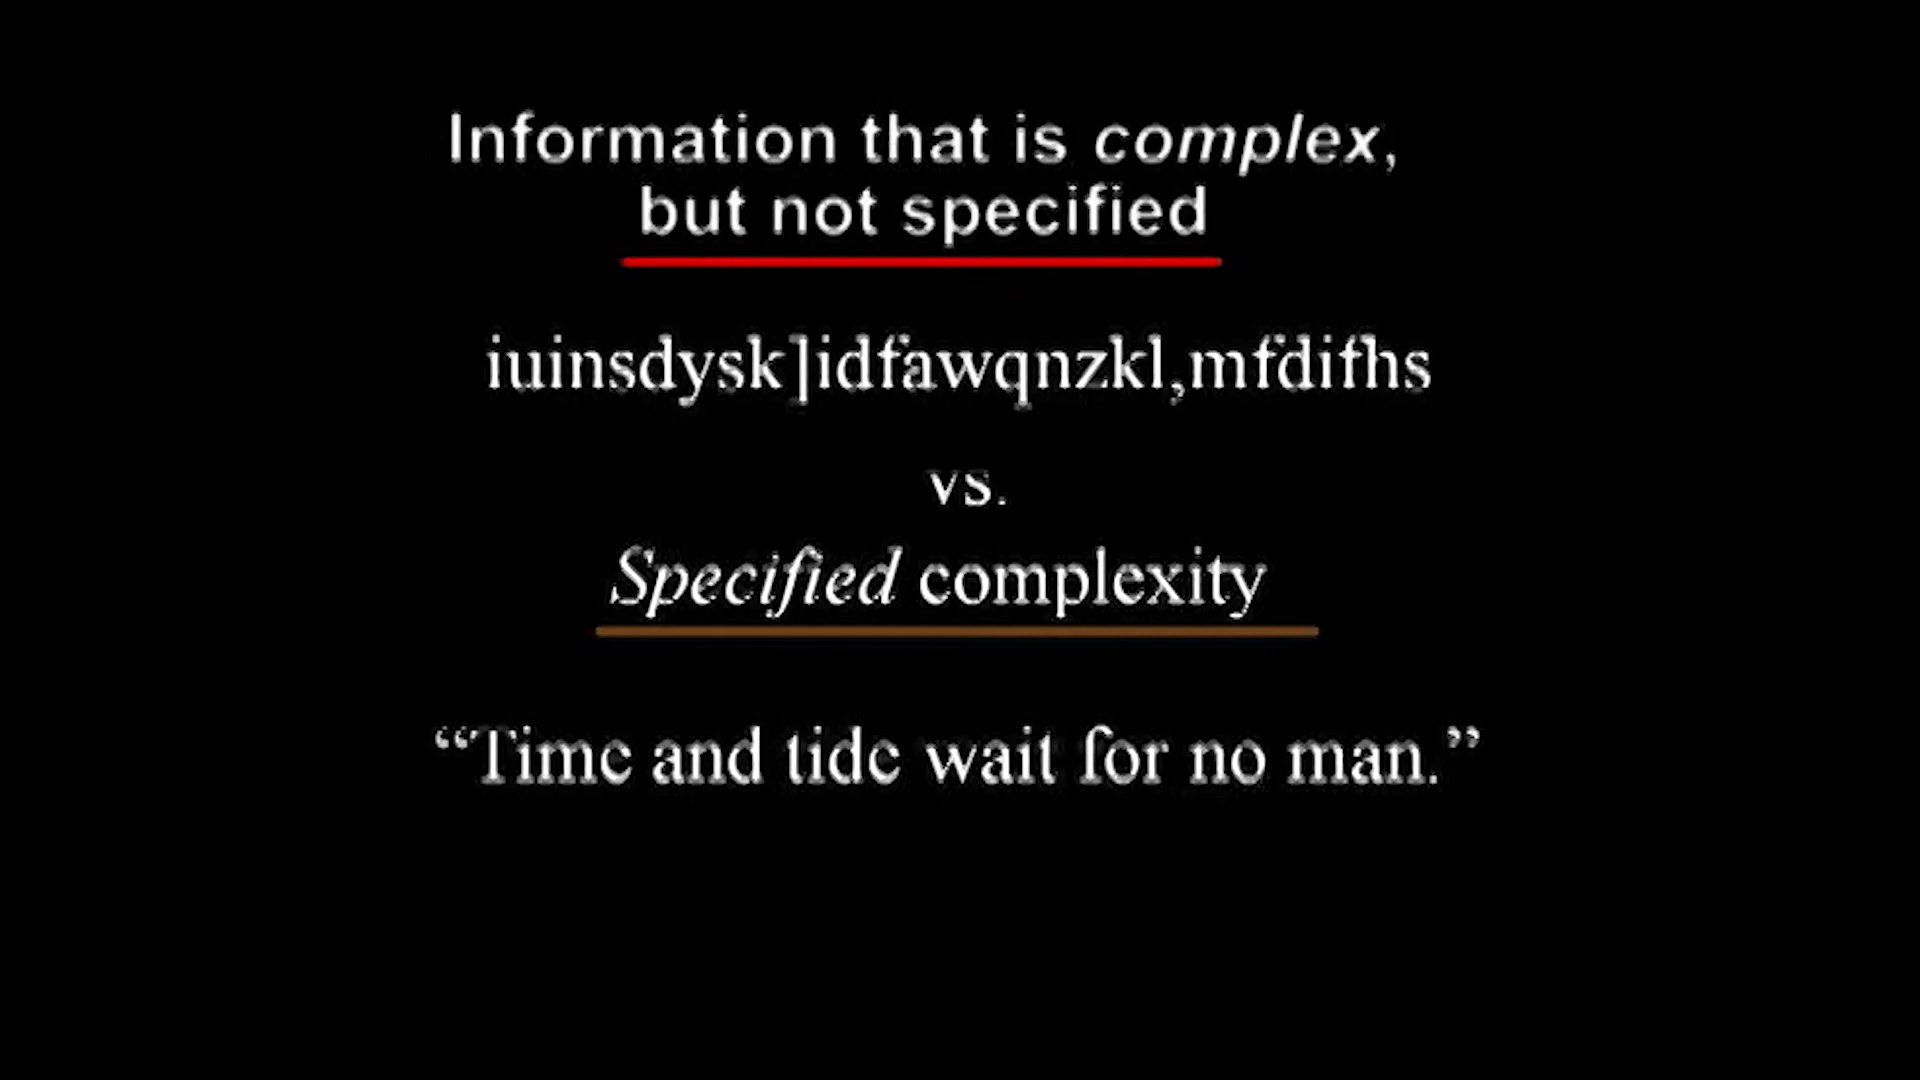 Information that is complex,
but not specified
iuinsdysk]idfawqnzkl,mfdifhs
vs.
Specified complexity
“Time and tide wait for no man.”